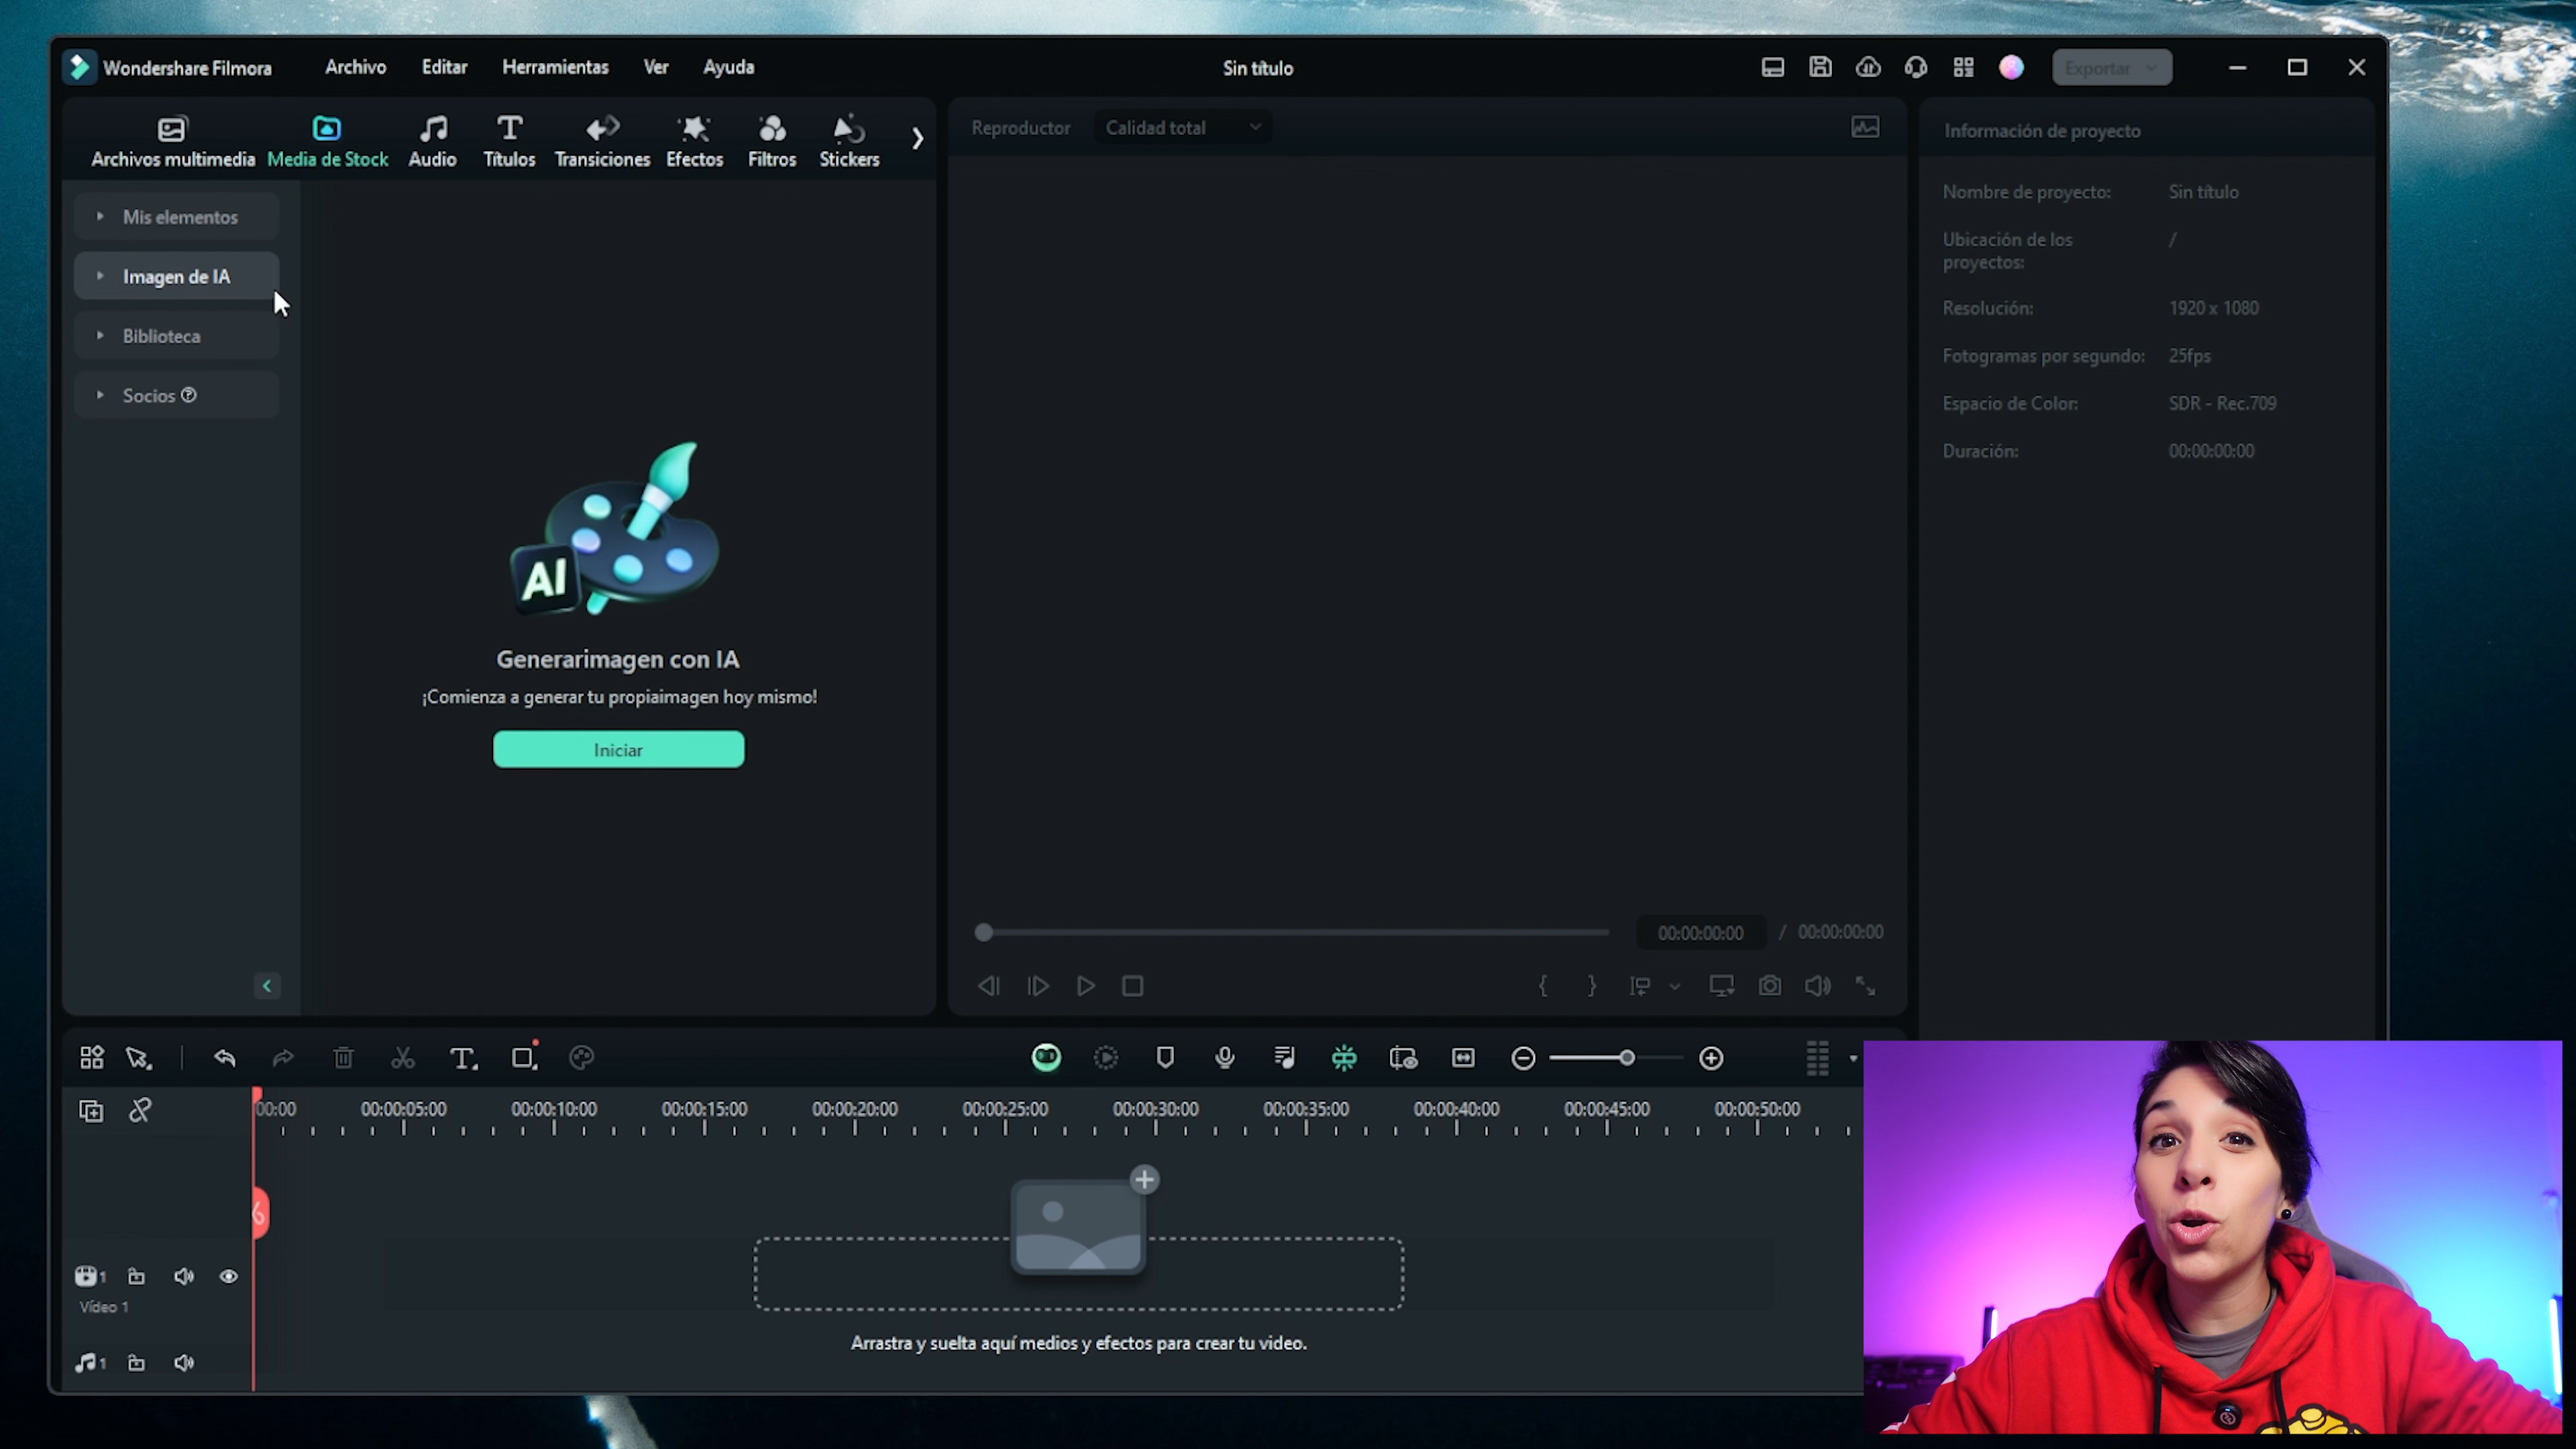 Wondershare Filmora
Archivo
Editar
Herramientas
Ver
Ayuda
Sin título
Exportar
Archivos multimedia
Media de Stock
Audio
Títulos
Transiciones
Efectos
Filtros
Stickers
Mis elementos
Imagen de IA
Biblioteca
Socios
AI
Generarimagen con IA
¡Comienza a generar tu propiaimagen hoy mismo!
Iniciar
Reproductor
Calidad total
00:00:00:00 / 00:00:00:00
Información de proyecto
Nombre de proyecto: Sin título
Ubicación de los /
proyectos:
Resolución: 1920 x 1080
Fotogramas por segundo: 25fps
Espacio de Color: SDR - Rec.709
Duración: 00:00:00:00
00:00 00:00:05:00 00:00:10:00 00:00:15:00 00:00:20:00 00:00:25:00 00:00:30:00 00:00:35:00 00:00:40:00 00:00:45:00 00:00:50:00
1
Vídeo 1
1
Arrastra y suelta aquí medios y efectos para crear tu video.